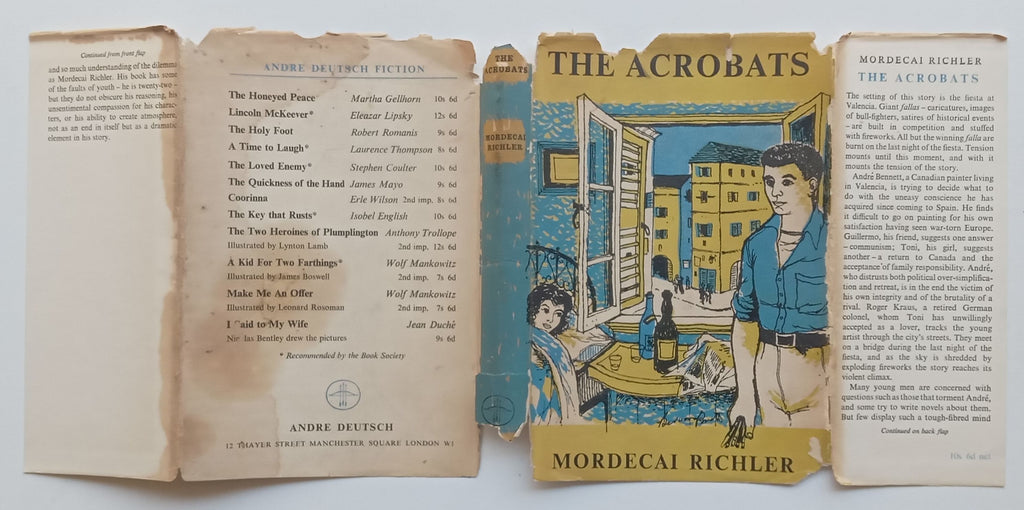 Continued from front flap
and so much understanding of the dilemma
as Mordecai Richler. His book has some
of the faults of youth – he is twenty-two –
but they do not obscure his reasoning, his
unsentimental compassion for his charac-
ters, or his ability to create atmosphere,
not as an end in itself but as a dramatic
element in his story.
ANDRE DEUTSCH FICTION
The Honeyed Peace Martha Gellhorn 10s 6d
Lincoln McKeever* Eleazar Lipsky 12s 6d
The Holy Foot Robert Romanis 9s 6d
A Time to Laugh* Laurence Thompson 8s 6d
The Loved Enemy* Stephen Coulter 10s 6d
The Quickness of the Hand James Mayo 9s 6d
Coorinna Erle Wilson 2nd imp. 8s 6d
The Key that Rusts* Isobel English 10s 6d
The Two Heroines of Plumplington Anthony Trollope
Illustrated by Lynton Lamb 2nd imp. 12s 6d
A Kid For Two Farthings* Wolf Mankowitz
Illustrated by James Boswell 2nd imp. 7s 6d
Make Me An Offer Wolf Mankowitz
Illustrated by Leonard Rosoman 2nd imp. 7s 6d
I Said to My Wife Jean Duché
Nicolas Bentley drew the pictures 9s 6d
* Recommended by the Book Society
ANDRE DEUTSCH
12 THAYER STREET MANCHESTER SQUARE LONDON W1
THE
ACROBATS
MORDECAI
RICHLER
THE ACROBATS
MORDECAI RICHLER
MORDECAI RICHLER
THE ACROBATS
The setting of this story is the fiesta at
Valencia. Giant fallas – caricatures, images
of bull-fighters, satires of historical events
– are built in competition and stuffed
with fireworks. All but the winning falla are
burnt on the last night of the fiesta. Tension
mounts until this moment, and with it
mounts the tension of the story.
André Bennett, a Canadian painter living
in Valencia, is trying to decide what to
do with the uneasy conscience he has
acquired since coming to Spain. He finds
it difficult to go on painting for his own
satisfaction having seen war-torn Europe.
Guillermo, his friend, suggests one answer
– communism; Toni, his girl, suggests
another – a return to Canada and the
acceptance of family responsibility. André,
who distrusts both political over-simplifica-
tion and retreat, is in the end the victim of
his own integrity and of the brutality of a
rival. Roger Kraus, a retired German
colonel, whom Toni has unwillingly
accepted as a lover, tracks the young
artist through the city's streets. They meet
on a bridge during the last night of the
fiesta, and as the sky is shredded by
exploding fireworks the story reaches its
violent climax.
Many young men are concerned with
questions such as those that torment André,
and some try to write novels about them.
But few display such a tough-fibred mind
Continued on back flap
10s 6d net